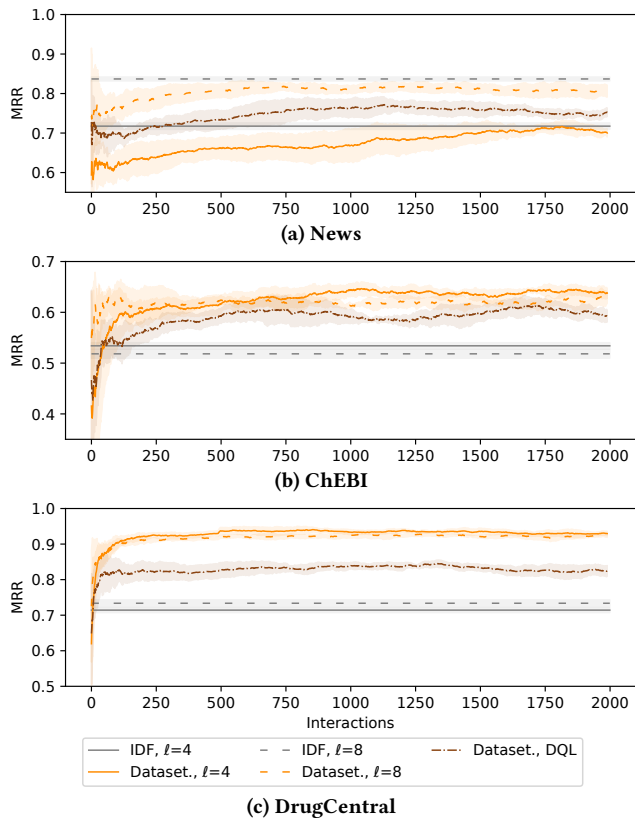 1.0
0.9
0.8
0.7
0.6
MRR
0 250 500 750 1000 1250 1500 1750 2000
(a) News
0.7
0.6
0.5
0.4
MRR
0 250 500 750 1000 1250 1500 1750 2000
(b) ChEBI
1.0
0.9
0.8
0.7
0.6
0.5
MRR
0 250 500 750 1000 1250 1500 1750 2000
Interactions
IDF, ℓ=4 IDF, ℓ=8 Dataset., DQL
Dataset., ℓ=4 Dataset., ℓ=8
(c) DrugCentral